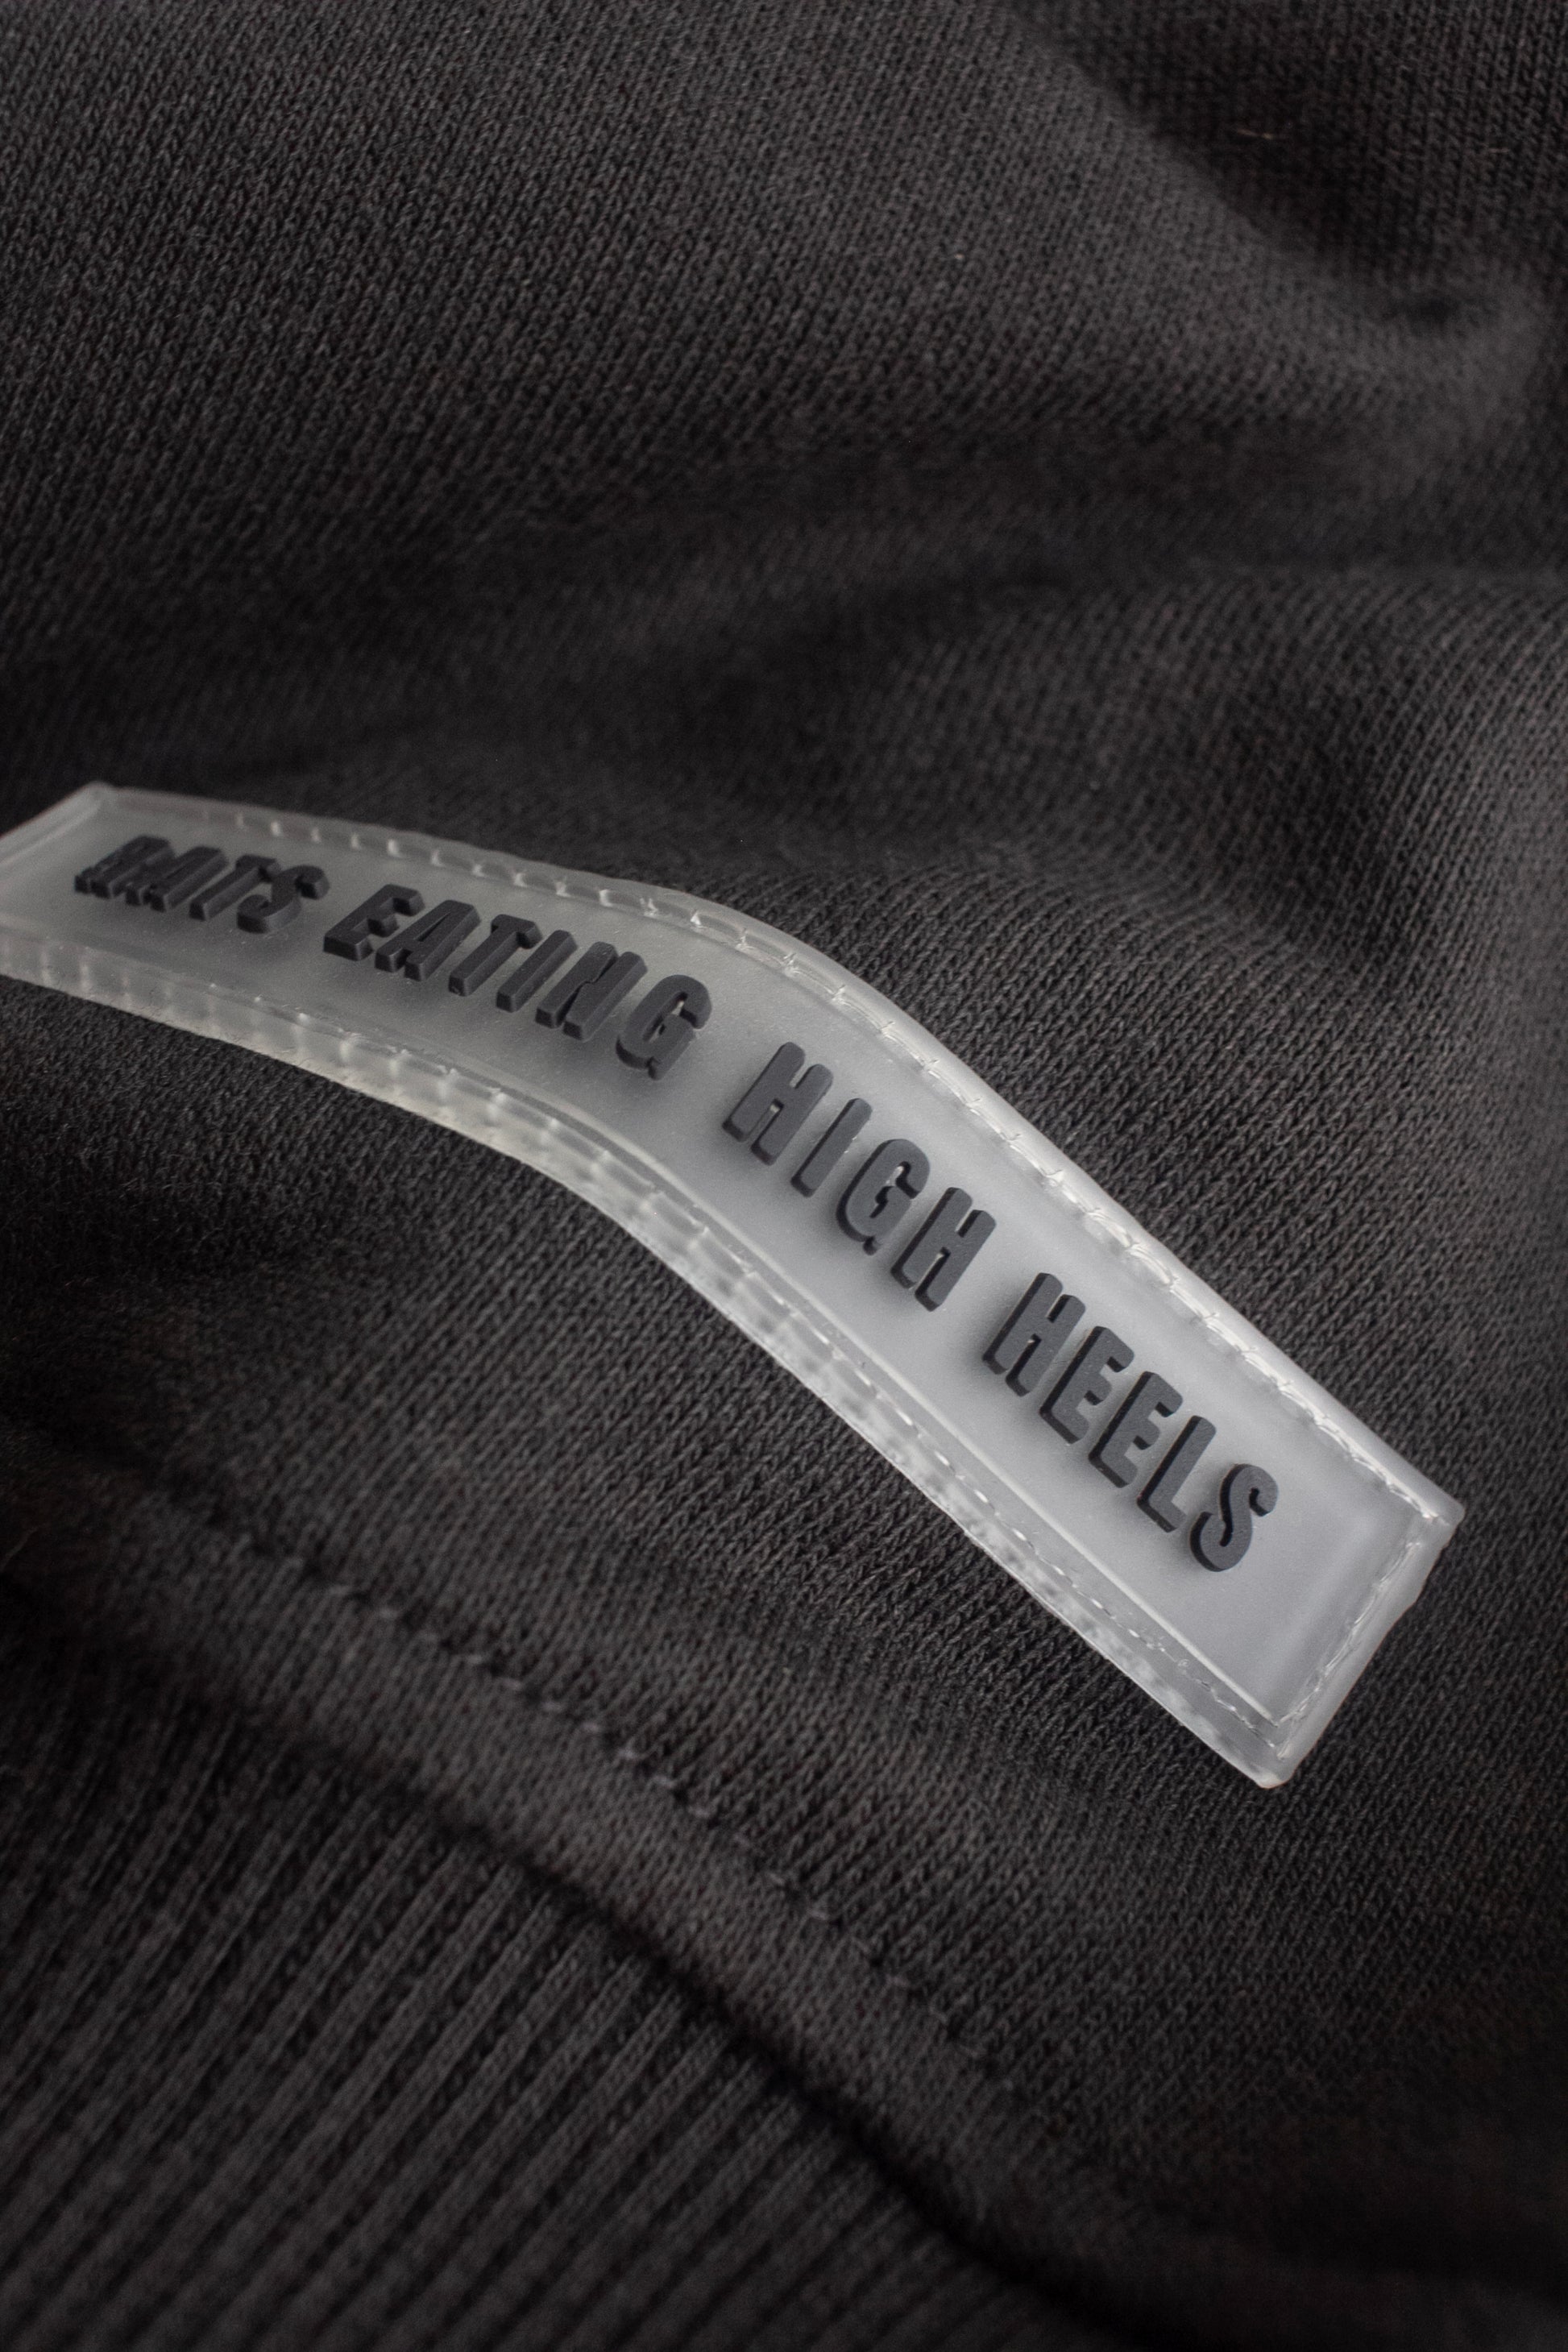 RATS EATING HIGH HEELS